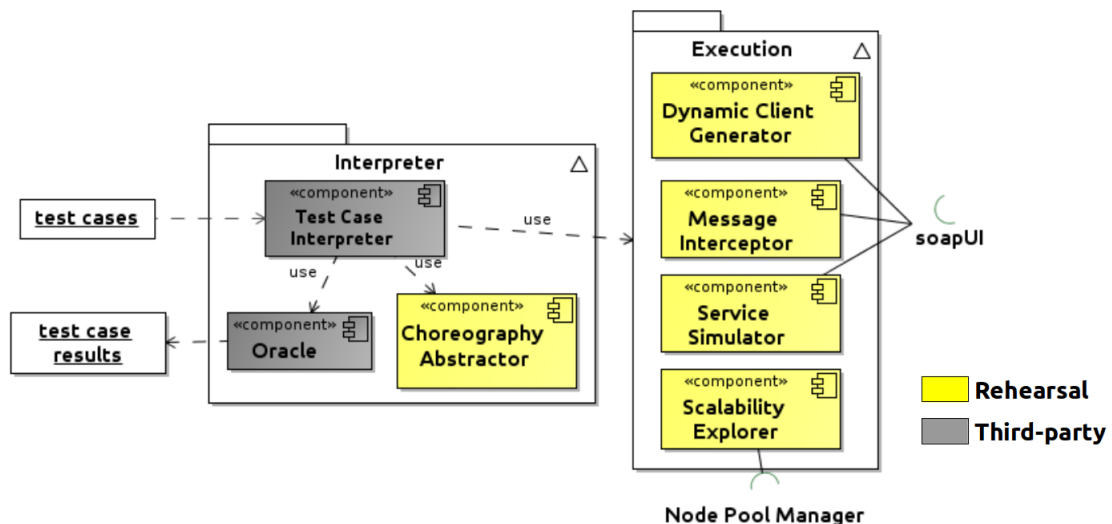 Execution
«component»
Dynamic Client
Generator
Interpreter
«component»
Test Case
Interpreter
test cases
use
«component»
Message
Interceptor
soapUI
use
use
«component»
Choreography
Abstractor
«component»
Oracle
test case
results
«component»
Service
Simulator
«component»
Scalability
Explorer
Rehearsal
Third-party
Node Pool Manager